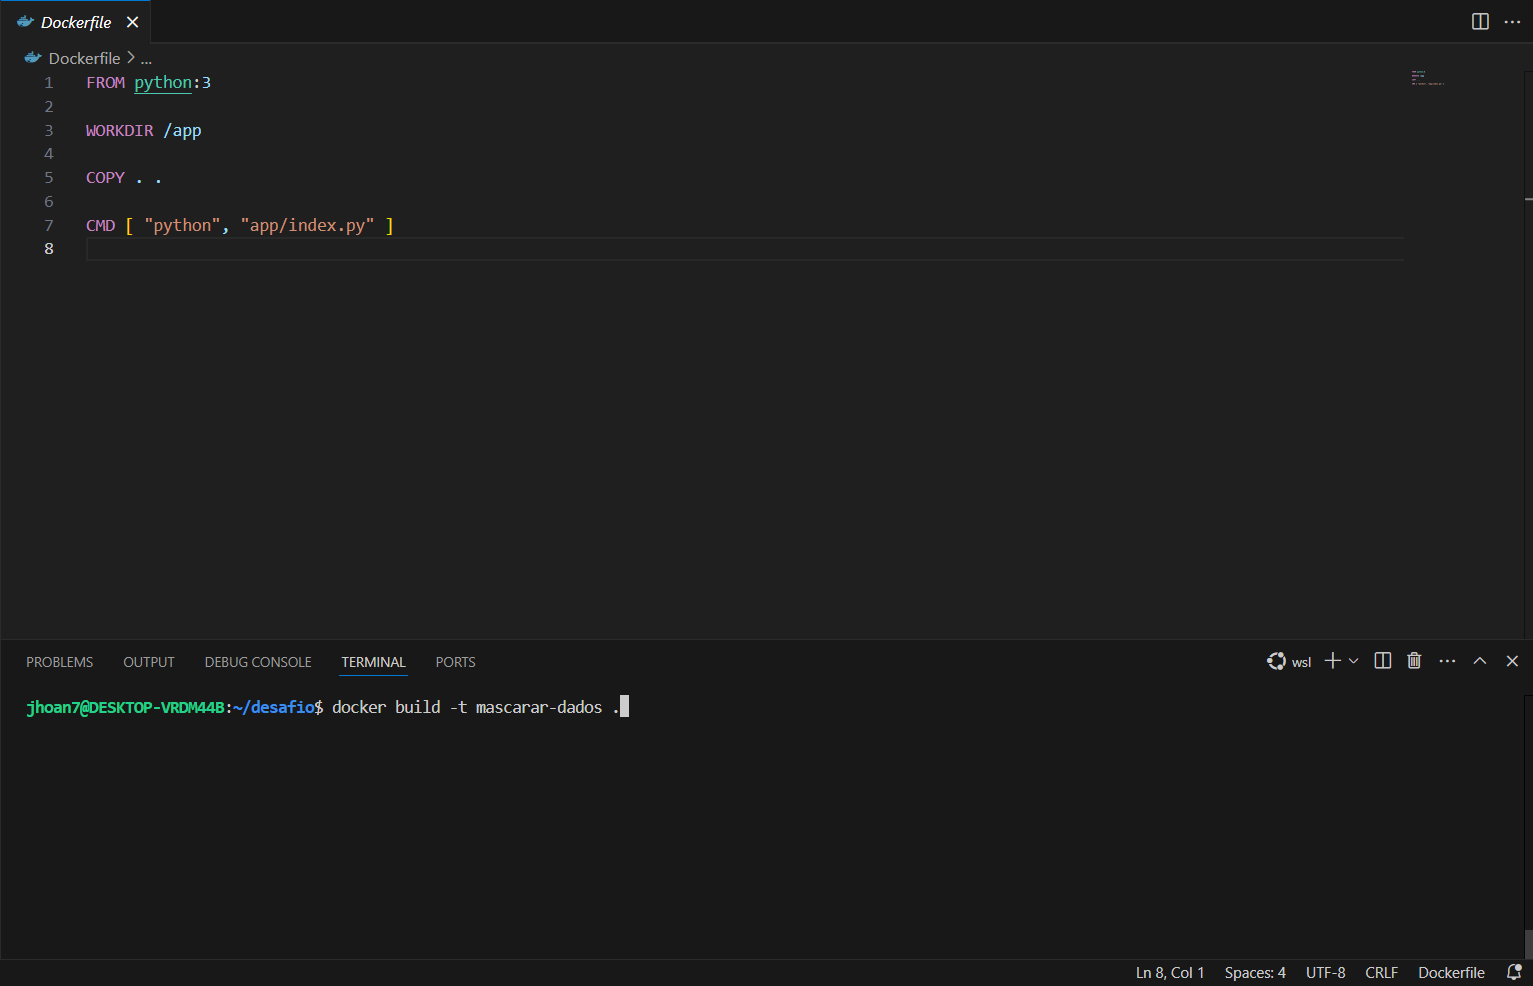 Dockerfile
Dockerfile > ...
1 FROM python:3
2
3 WORKDIR /app
4
5 COPY . .
6
7 CMD [ "python", "app/index.py" ]
8
PROBLEMS OUTPUT DEBUG CONSOLE TERMINAL PORTS wsl
jhoan7@DESKTOP-VRDM44B:~/desafio$ docker build -t mascarar-dados .
Ln 8, Col 1 Spaces: 4 UTF-8 CRLF Dockerfile